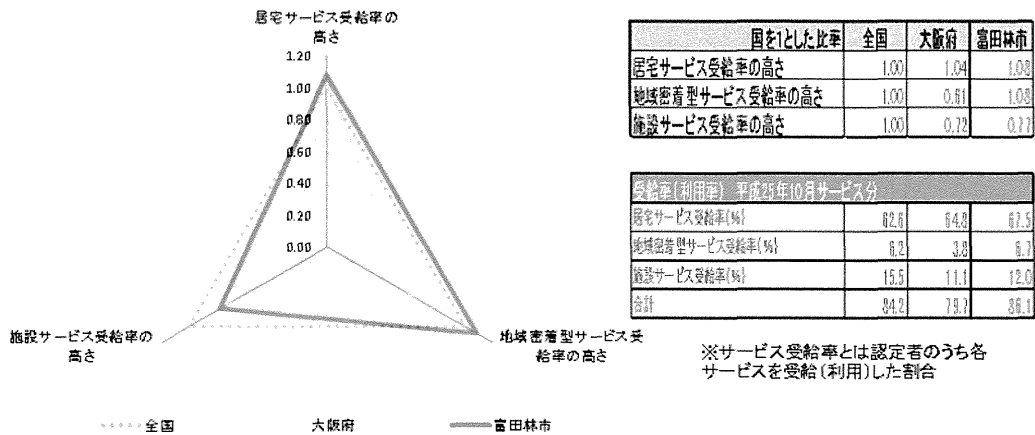 居宅サービス受給率の
高さ
1.20
1.00
0.80
0.60
0.40
0.20
0.00
施設サービス受給率の
高さ
地域密着型サービス受
給率の高さ
全国 大阪府 富田林市
国を1とした比率 全国 大阪府 富田林市
居宅サービス受給率の高さ 1.00 1.04 1.08
地域密着型サービス受給率の高さ 1.00 0.61 1.08
施設サービス受給率の高さ 1.00 0.72 0.77
受給率(利用率) 平成25年10月サービス分
居宅サービス受給率(%) 62.6 64.8 67.5
地域密着型サービス受給率(%) 6.2 3.8 6.7
施設サービス受給率(%) 15.5 11.1 12.0
合計 84.2 79.7 86.1
※サービス受給率とは認定者のうち各
サービスを受給(利用)した割合